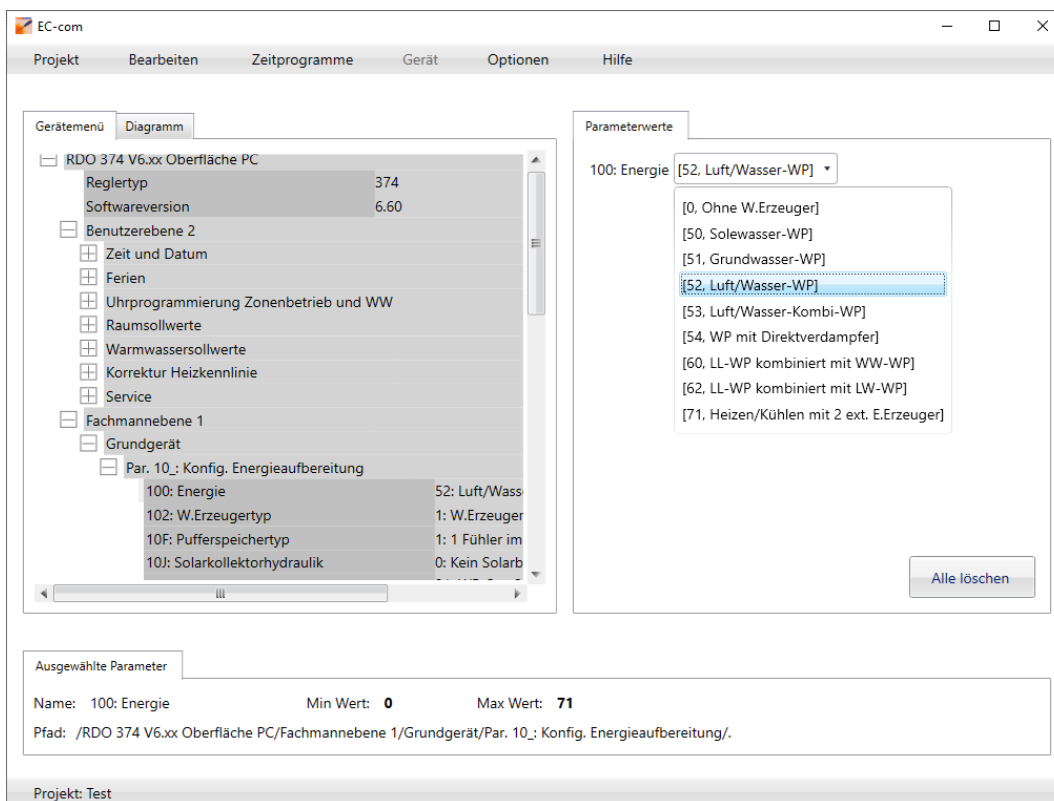 EC-com
Projekt Bearbeiten Zeitprogramme Gerät Optionen Hilfe
Gerätemenü Diagramm
RDO 374 V6.xx Oberfläche PC
Reglertyp 374
Softwareversion 6.60
Benutzerebene 2
Zeit und Datum
Ferien
Uhrprogrammierung Zonenbetrieb und WW
Raumsollwerte
Warmwassersollwerte
Korrektur Heizkennlinie
Service
Fachmannebene 1
Grundgerät
Par. 10_: Konfig. Energieaufbereitung
100: Energie 52: Luft/Wass
102: W.Erzeugertyp 1: W.Erzeuger
10F: Pufferspeichertyp 1: 1 Fühler im
10J: Solarkollektorhydraulik 0: Kein Solarb
Parameterwerte
100: Energie [52, Luft/Wasser-WP]
[0, Ohne W.Erzeuger]
[50, Solewasser-WP]
[51, Grundwasser-WP]
[52, Luft/Wasser-WP]
[53, Luft/Wasser-Kombi-WP]
[54, WP mit Direktverdampfer]
[60, LL-WP kombiniert mit WW-WP]
[62, LL-WP kombiniert mit LW-WP]
[71, Heizen/Kühlen mit 2 ext. E.Erzeuger]
Alle löschen
Ausgewählte Parameter
Name: 100: Energie Min Wert: 0 Max Wert: 71
Pfad: /RDO 374 V6.xx Oberfläche PC/Fachmannebene 1/Grundgerät/Par. 10_: Konfig. Energieaufbereitung/.
Projekt: Test